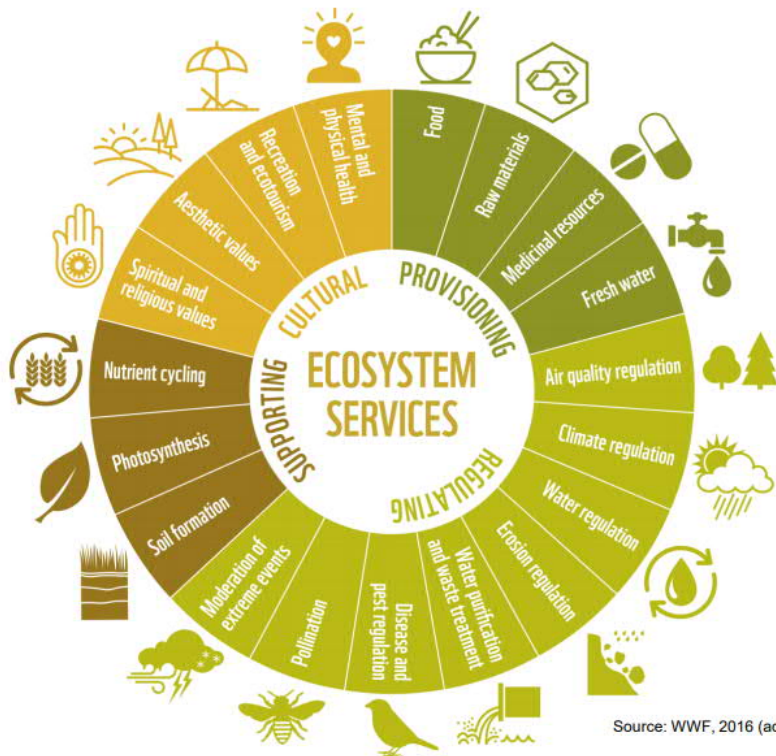 ECOSYSTEM
SERVICES
PROVISIONING
Food
Raw materials
Medicinal resources
Fresh water
REGULATING
Air quality regulation
Climate regulation
Water regulation
Erosion regulation
Water purification
and waste treatment
Disease and
pest regulation
Pollination
Moderation of
extreme events
SUPPORTING
Soil formation
Photosynthesis
Nutrient cycling
CULTURAL
Spiritual and
religious values
Aesthetic values
Recreation
and ecotourism
Mental and
physical health
Source: WWF, 2016 (ac